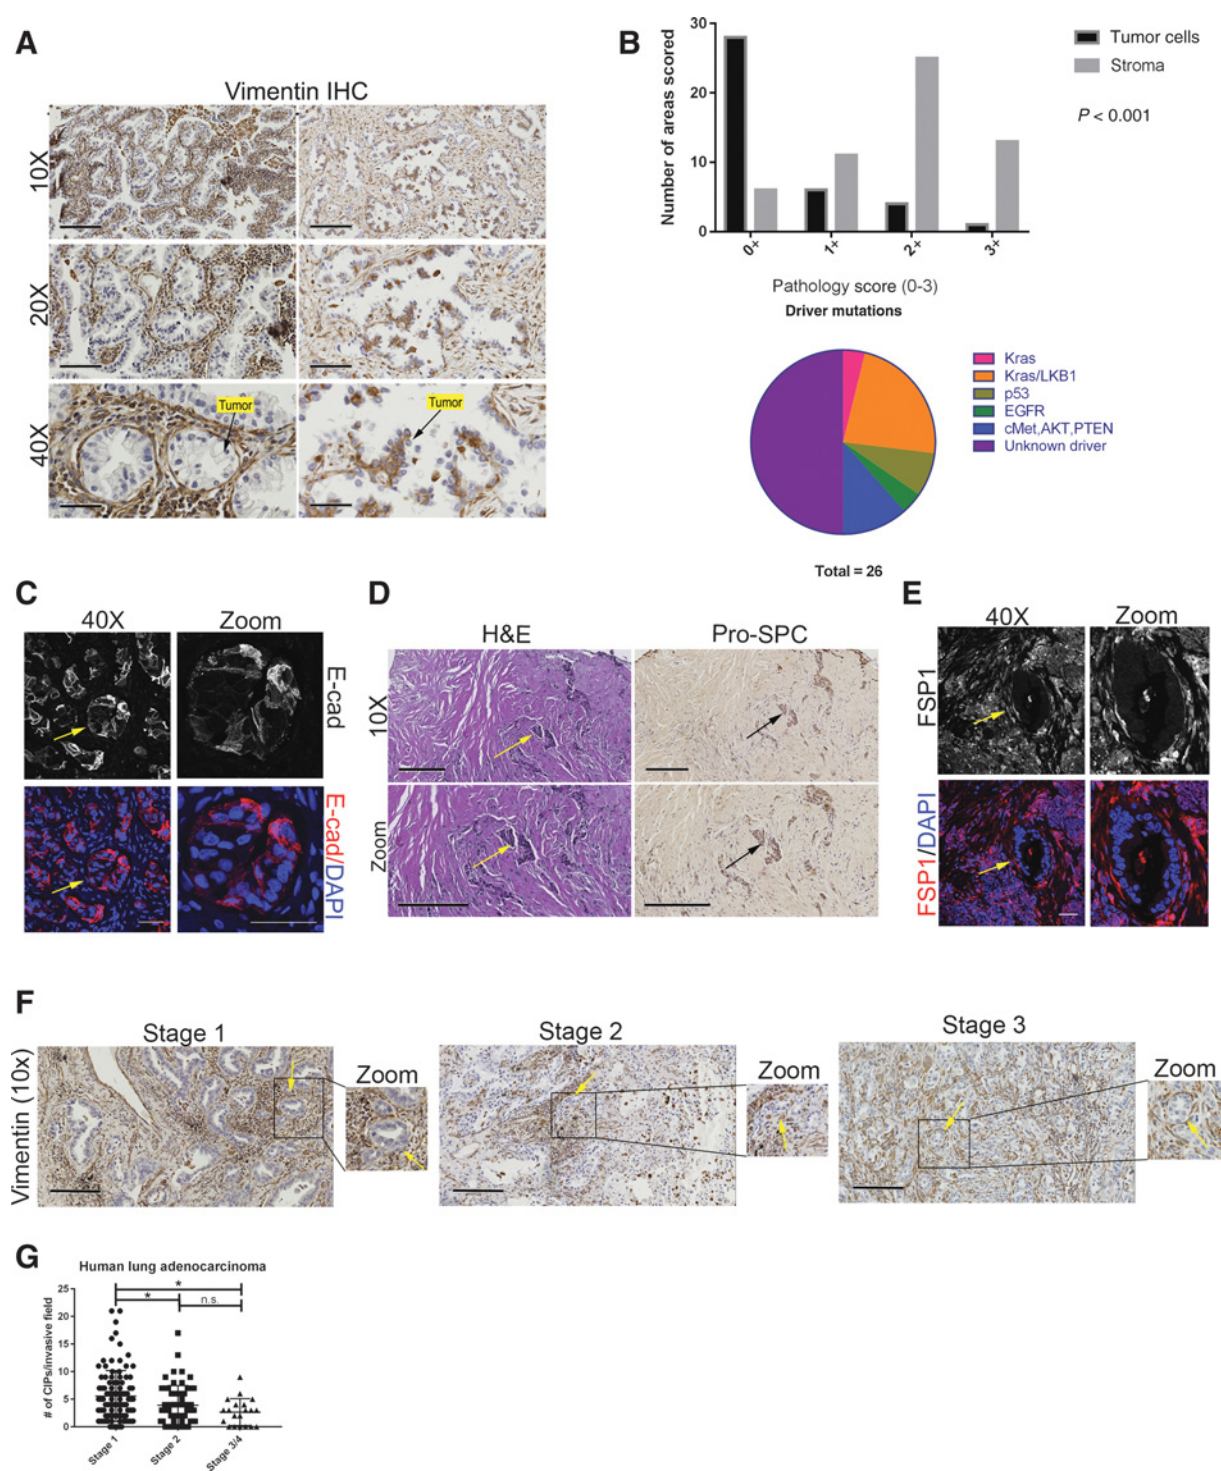 A
Vimentin IHC
10X
20X
40X
Tumor
Tumor
B
Number of areas scored
30
20
10
0
0+
1+
2+
3+
Pathology score (0-3)
Tumor cells
Stroma
P < 0.001
Driver mutations
Kras
Kras/LKB1
p53
EGFR
cMet,AKT,PTEN
Unknown driver
Total = 26
C
40X
Zoom
E-cad
E-cad/DAPI
D
H&E
Pro-SPC
10X
Zoom
E
40X
Zoom
FSP1
FSP1/DAPI
F
Vimentin (10x)
Stage 1
Zoom
Stage 2
Zoom
Stage 3
Zoom
G
Human lung adenocarcinoma
# of CIPs/invasive field
25
20
15
10
5
0
*
*
n.s.
Stage 1
Stage 2
Stage 3/4